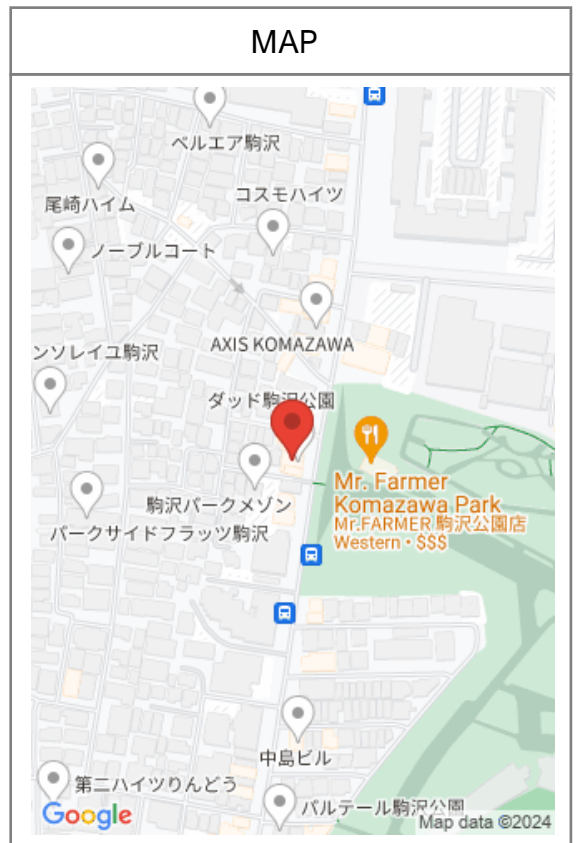 MAP
ベルエア駒沢
尾崎ハイム
コスモハイツ
ノーブルコート
AXIS KOMAZAWA
ンソレイユ駒沢
ダッド駒沢公園
Mr. Farmer
Komazawa Park
Mr.FARMER 駒沢公園店
Western • $$$
駒沢パークメゾン
パークサイドフラッツ駒沢
中島ビル
第二ハイツりんどう
パルテール駒沢公園
Google
Map data ©2024